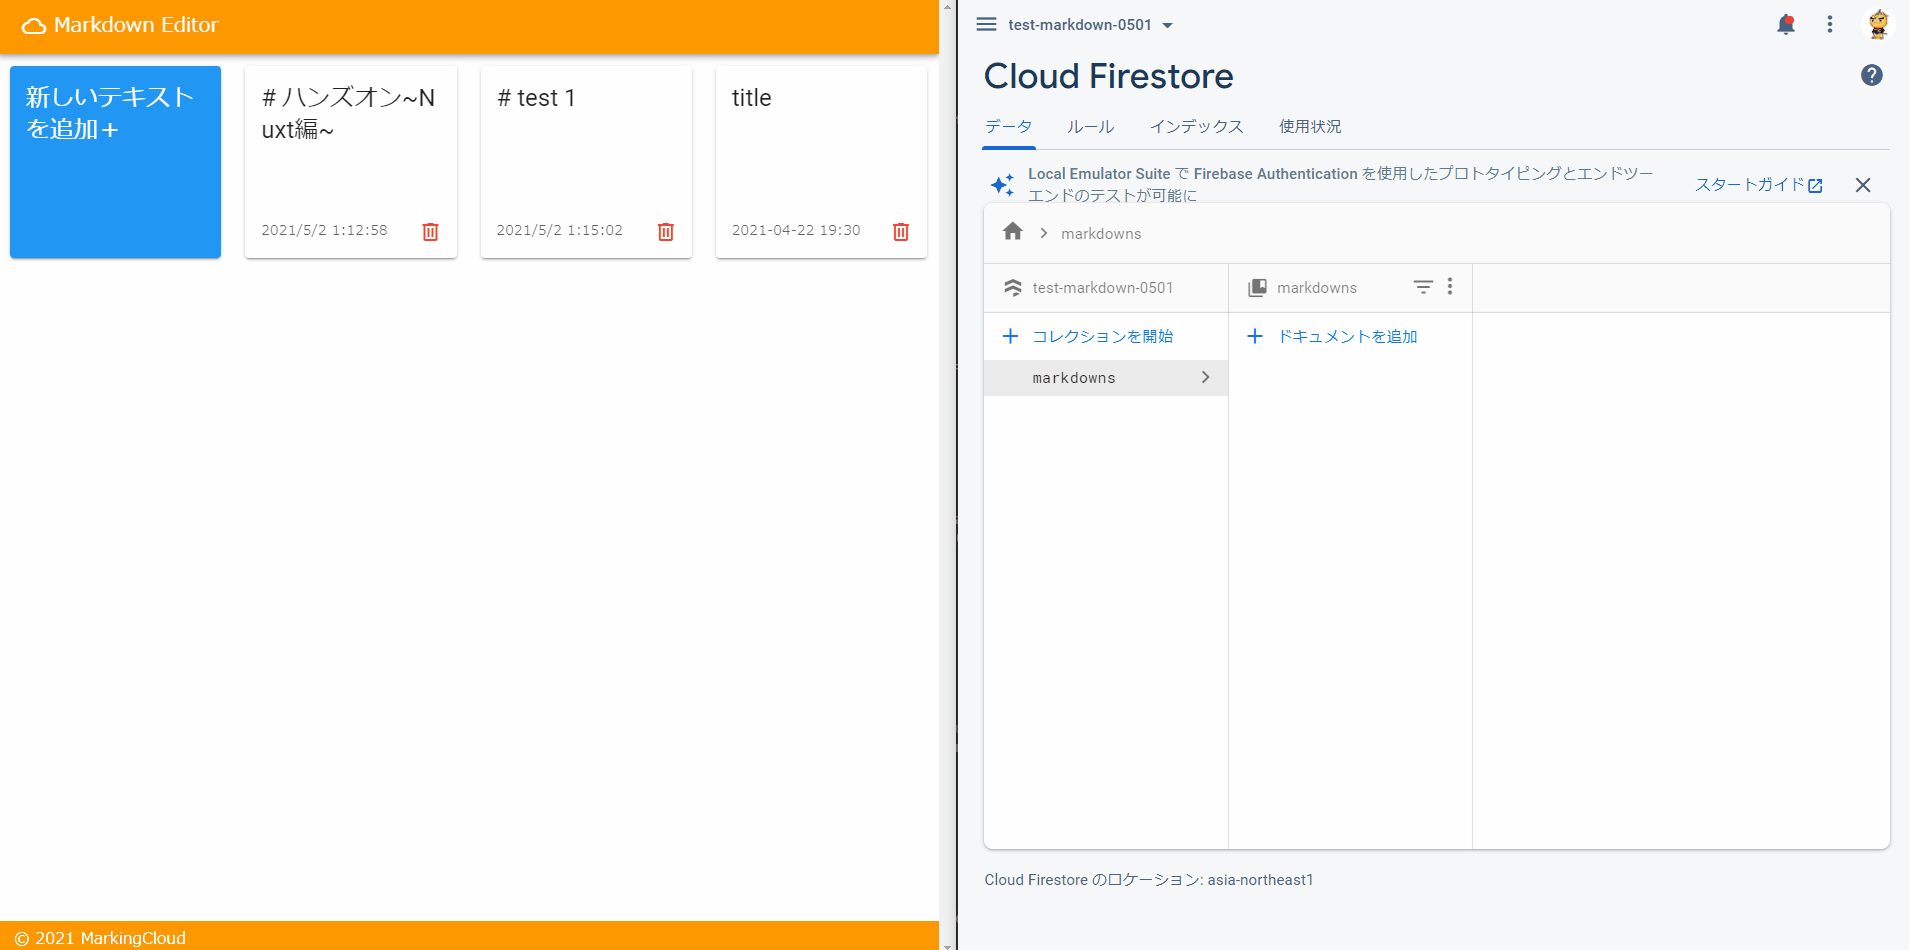 Markdown Editor
新しいテキスト
を追加+
# ハンズオン~N
uxt編~
2021/5/2 1:12:58
# test 1
2021/5/2 1:15:02
title
2021-04-22 19:30
© 2021 MarkingCloud
test-markdown-0501
Cloud Firestore
データ
ルール
インデックス
使用状況
Local Emulator Suite で Firebase Authentication を使用したプロトタイピングとエンドツー
エンドのテストが可能に
スタートガイド
markdowns
test-markdown-0501
markdowns
コレクションを開始
ドキュメントを追加
markdowns
Cloud Firestore のロケーション: asia-northeast1